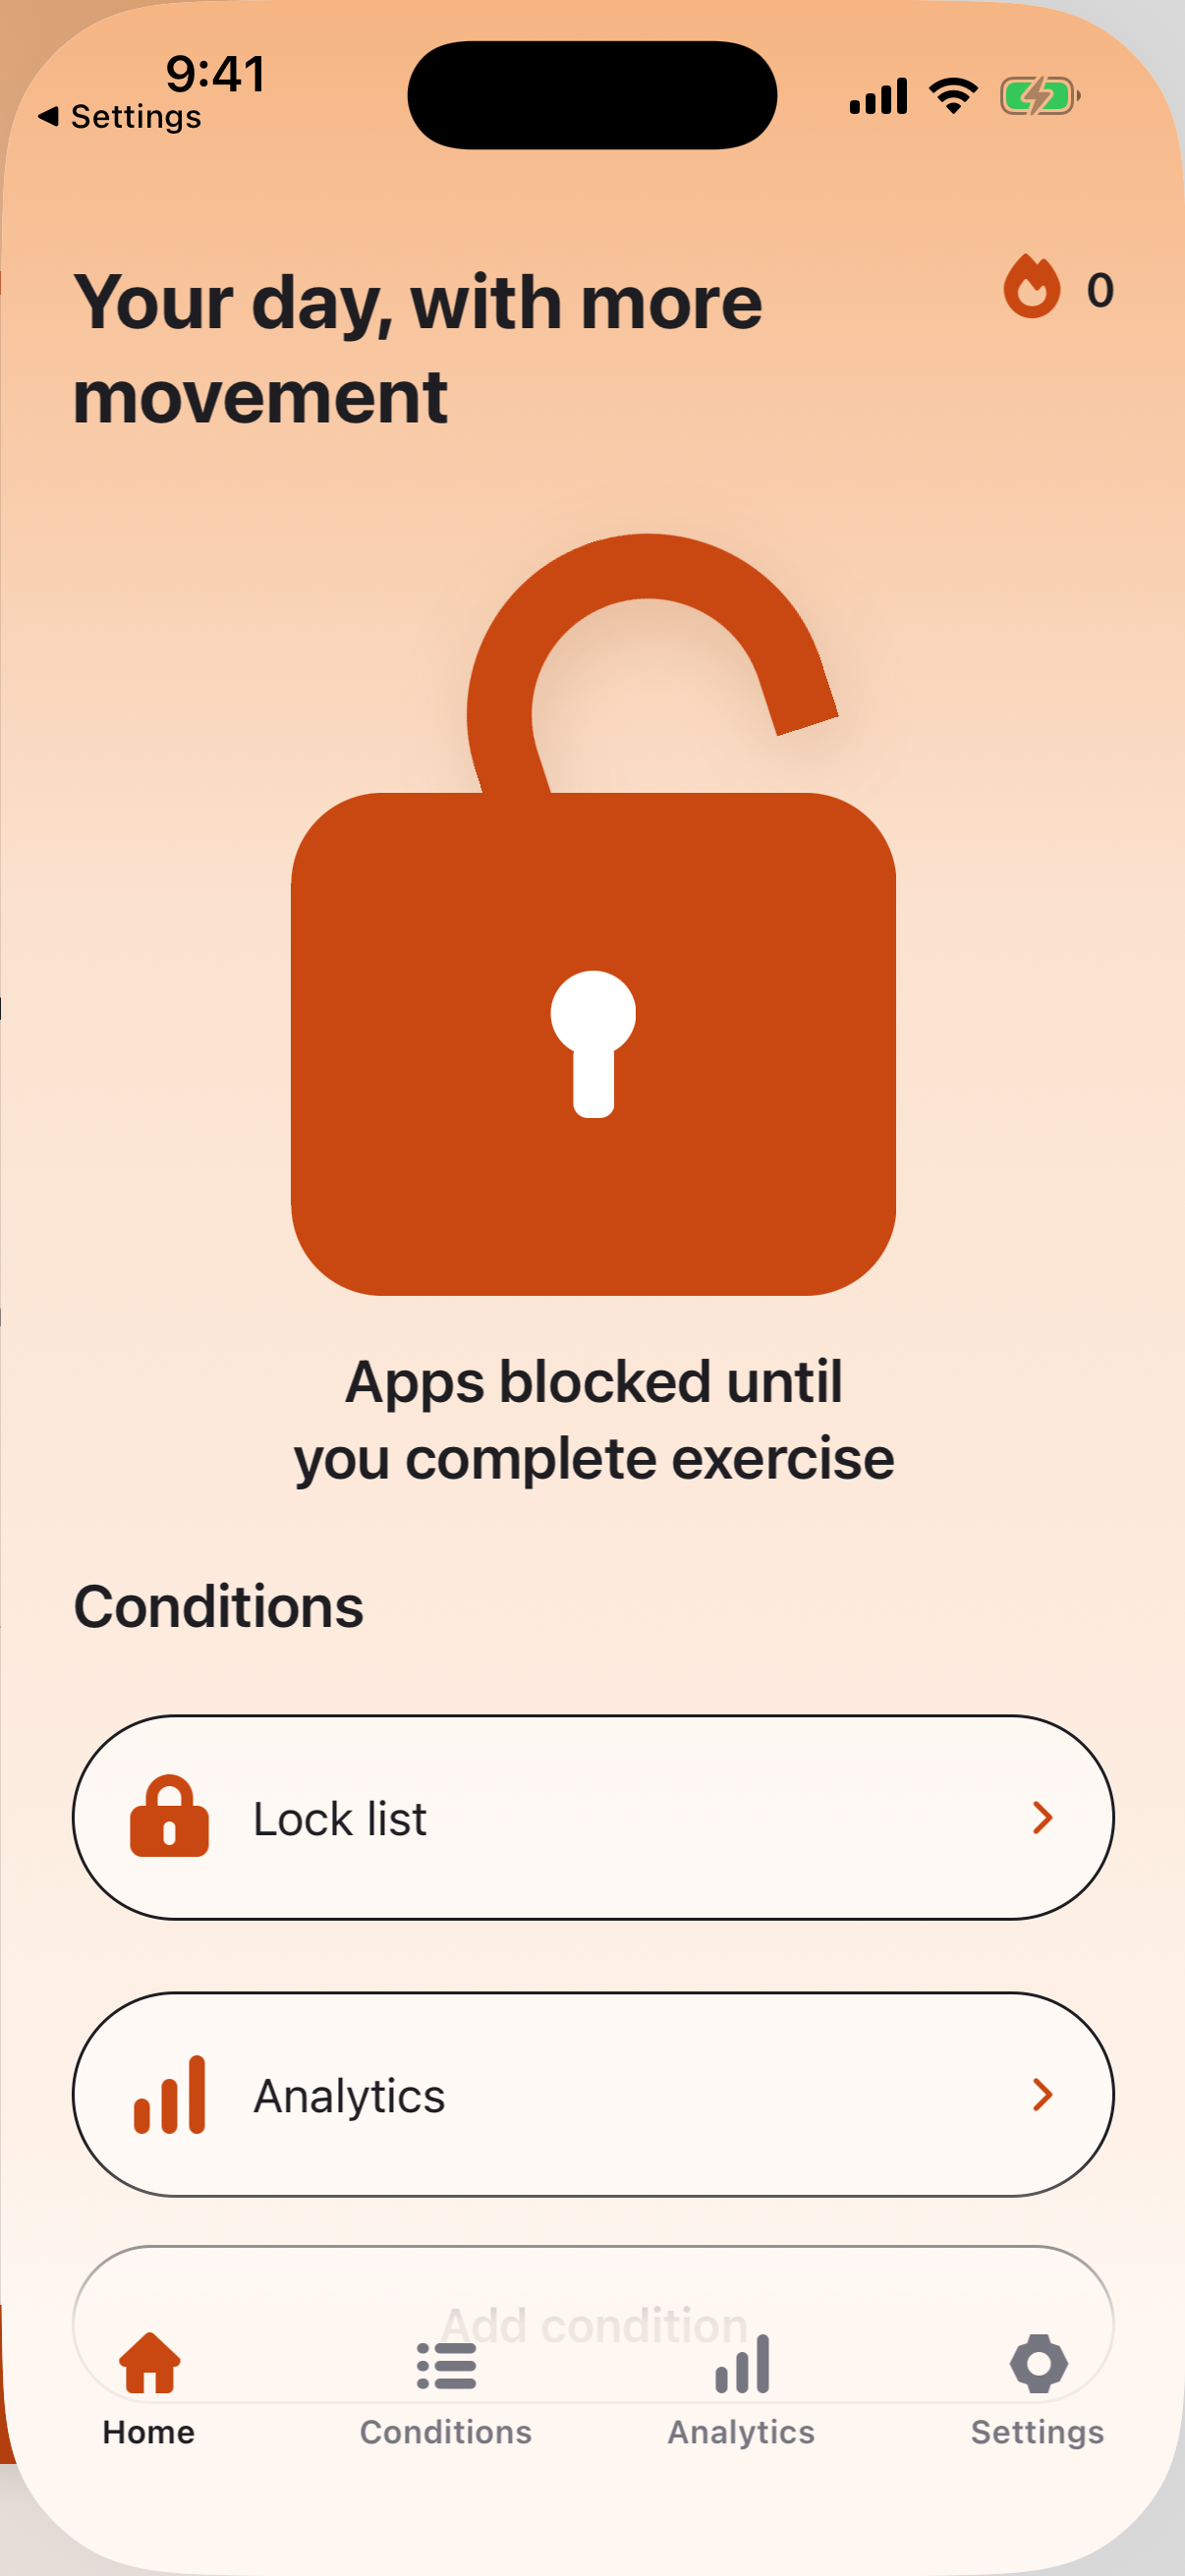 9:41
◀ Settings
Your day, with more
movement
0
Apps blocked until
you complete exercise
Conditions
Lock list
Analytics
Add condition
Home
Conditions
Analytics
Settings